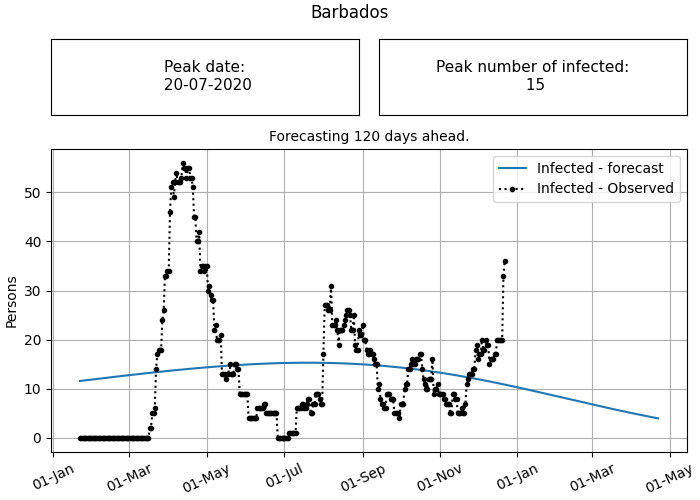 Barbados
Peak date:
20-07-2020
Peak number of infected:
15
Forecasting 120 days ahead.
Infected - forecast
Infected - Observed
Persons
50
40
30
20
10
0
01-Jan
01-Mar
01-May
01-Jul
01-Sep
01-Nov
01-Jan
01-Mar
01-May